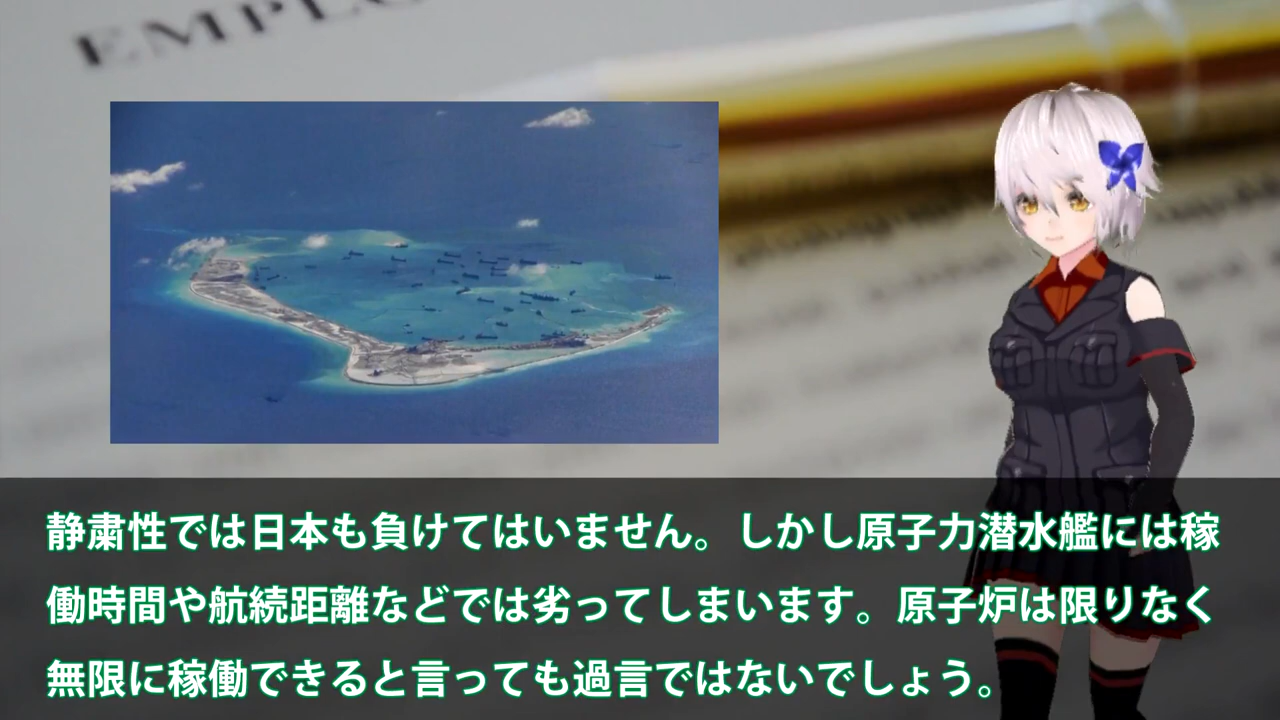 EMPLO
静粛性では日本も負けてはいません。しかし原子力潜水艦には稼
働時間や航続距離などでは劣ってしまいます。原子炉は限りなく
無限に稼働できると言っても過言ではないでしょう。